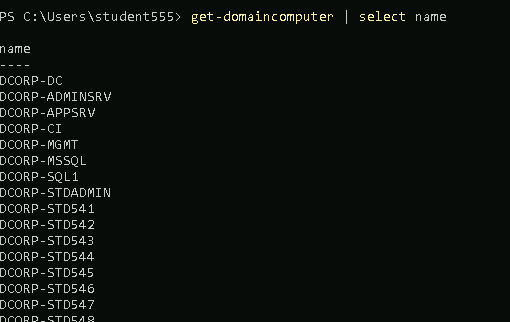 PS C:\Users\student555> get-domaincomputer | select name
name
----
DCORP-DC
DCORP-ADMINSRV
DCORP-APPSRV
DCORP-CI
DCORP-MGMT
DCORP-MSSQL
DCORP-SQL1
DCORP-STDADMIN
DCORP-STD541
DCORP-STD542
DCORP-STD543
DCORP-STD544
DCORP-STD545
DCORP-STD546
DCORP-STD547
DCORP-STD548